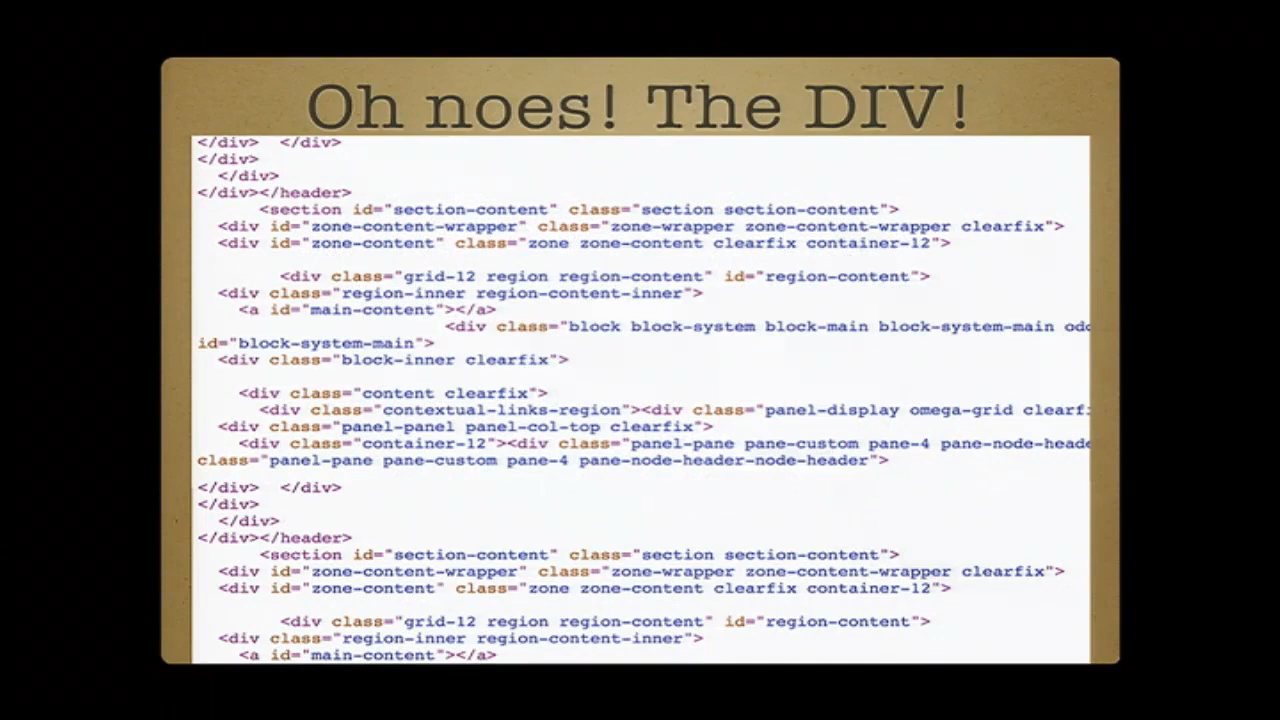 Oh noes! The DIV!
</div>  </div>
</div>
</div>
</div></header>
<section id="section-content" class="section section-content">
<div id="zone-content-wrapper" class="zone-wrapper zone-content-wrapper clearfix">
<div id="zone-content" class="zone zone-content clearfix container-12">
<div class="grid-12 region region-content" id="region-content">
<div class="region-inner region-content-inner">
<a id="main-content"></a>
<div class="block block-system block-main block-system-main odd
id="block-system-main">
<div class="block-inner clearfix">
<div class="content clearfix">
<div class="contextual-links-region"><div class="panel-display omega-grid clearf
<div class="panel-panel panel-col-top clearfix">
<div class="container-12"><div class="panel-pane pane-custom pane-4 pane-node-heade
class="panel-pane pane-custom pane-4 pane-node-header-node-header">
</div>  </div>
</div>
</div>
</div></header>
<section id="section-content" class="section section-content">
<div id="zone-content-wrapper" class="zone-wrapper zone-content-wrapper clearfix">
<div id="zone-content" class="zone zone-content clearfix container-12">
<div class="grid-12 region region-content" id="region-content">
<div class="region-inner region-content-inner">
<a id="main-content"></a>